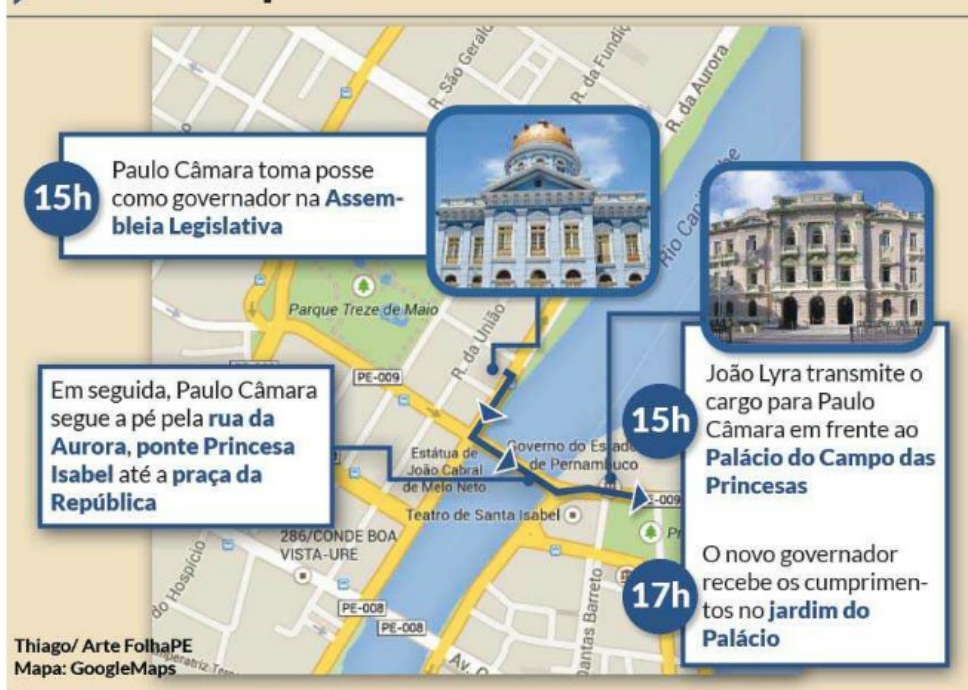 R. São Geraldo
R. da Aurora
15h
Paulo Câmara toma posse
como governador na Assem-
bleia Legislativa
Parque Treze de Maio
R. da União
PE-009
Em seguida, Paulo Câmara
segue a pé pela rua da
Aurora, ponte Princesa
Isabel até a praça da
República
Estátua de
João Cabral
de Melo Neto
Governo do Estado
de Pernambuco
Teatro de Santa Isabel
286/CONDE BOA
VISTA-URE
do Hospício
PE-008
PE-008
15h
João Lyra transmite o
cargo para Paulo
Câmara em frente ao
Palácio do Campo das
Princesas
17h
O novo governador
recebe os cumprimen-
tos no jardim do
Palácio
Thiago/ Arte FolhaPE
Mapa: GoogleMaps